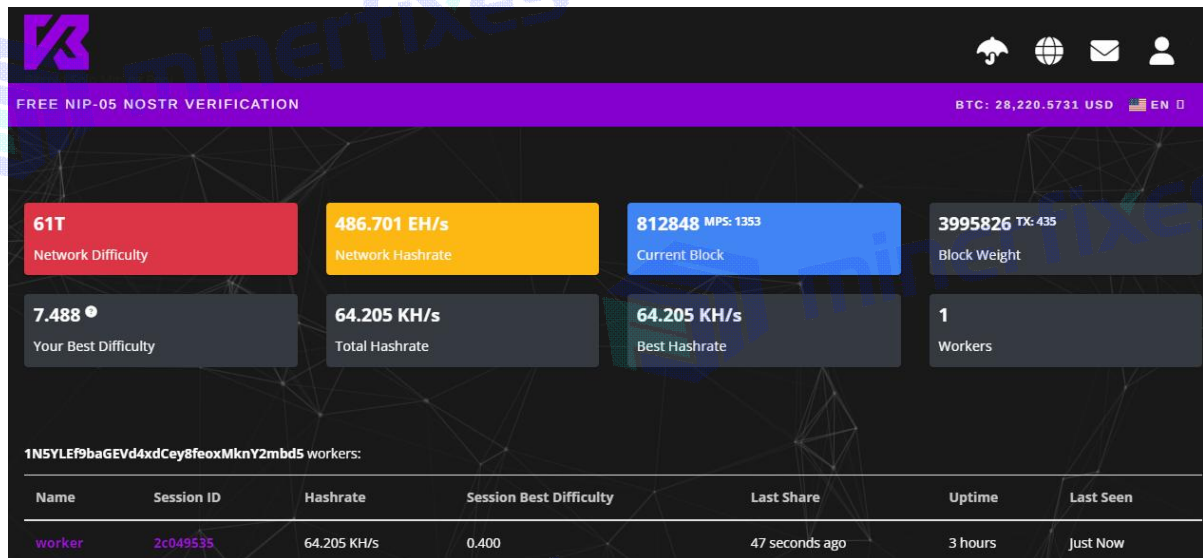 minerfixes
FREE NIP-05 NOSTR VERIFICATION BTC: 28,220.5731 USD EN
61T 486.701 EH/s 812848 MPS: 1353 3995826 TX: 435
Network Difficulty Network Hashrate Current Block Block Weight
minerfixes
7.488 64.205 KH/s 64.205 KH/s 1
Your Best Difficulty Total Hashrate Best Hashrate Workers
1N5YLEf9baGEVd4xdCey8feoxMknY2mbd5 workers:
Name Session ID Hashrate Session Best Difficulty Last Share Uptime Last Seen
worker 2c049535 64.205 KH/s 0.400 47 seconds ago 3 hours Just Now